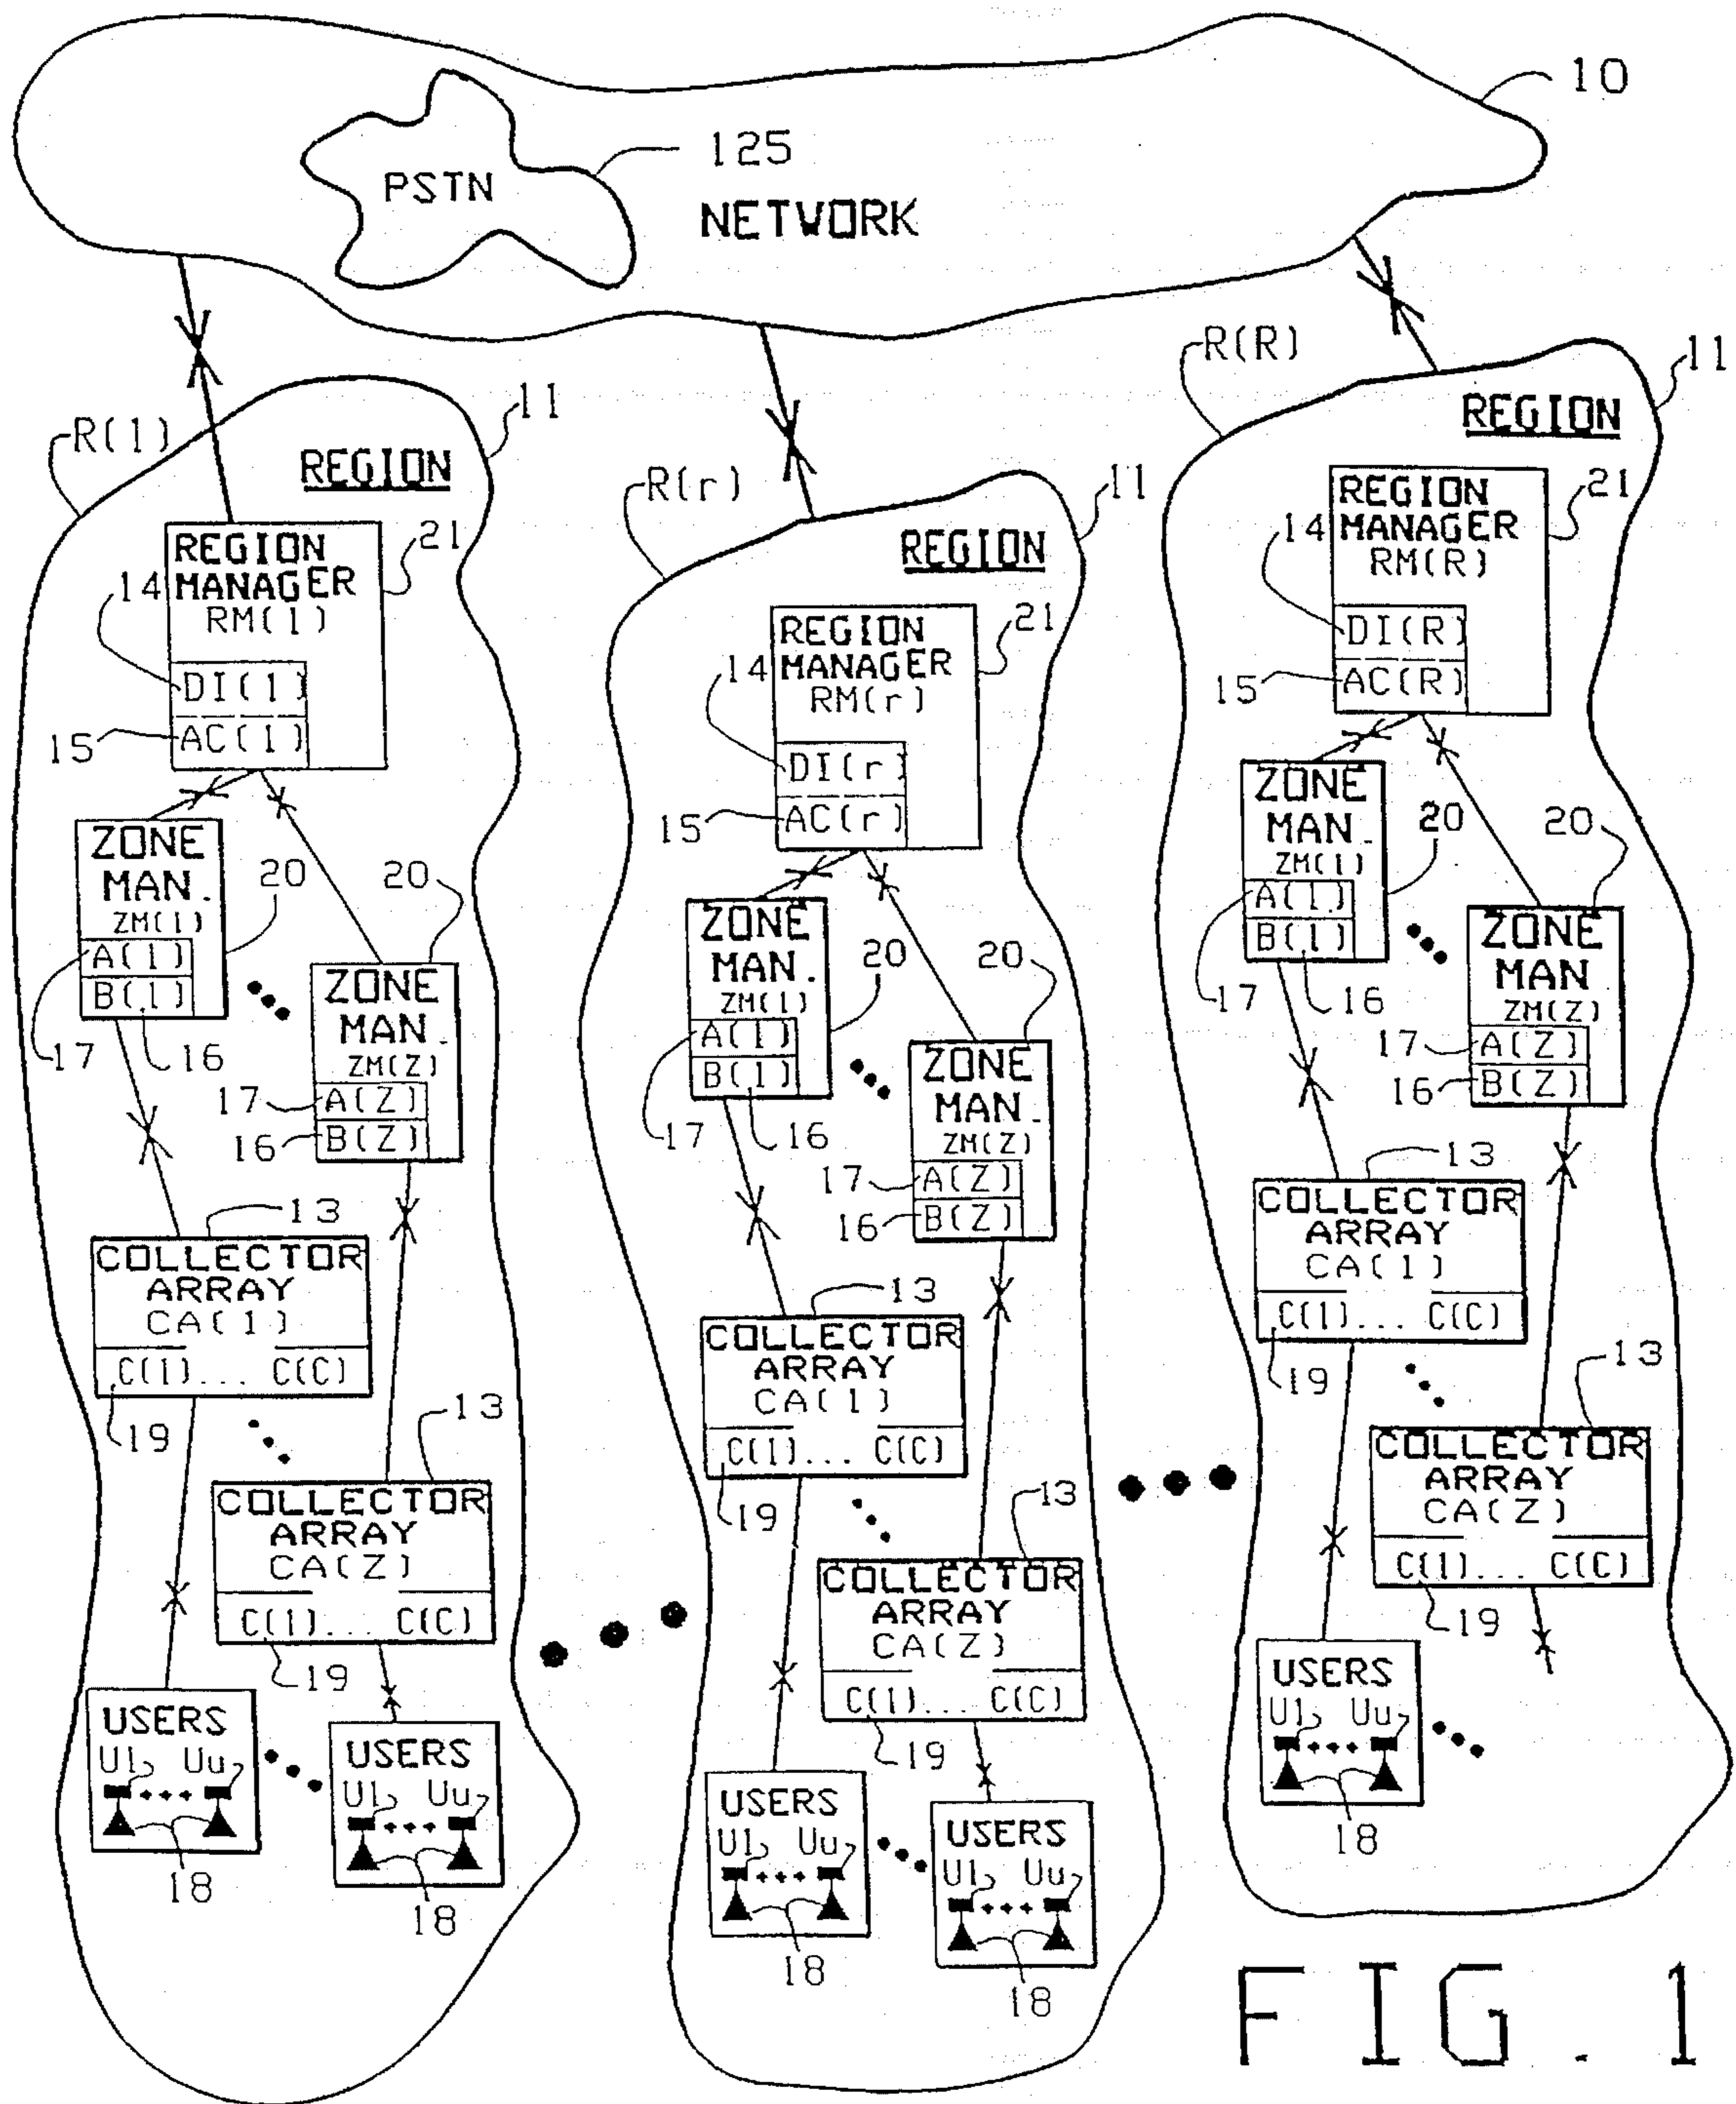 10
125
PSTN
NETWORK
R(1)
11
REGION
REGION
MANAGER
RM(1)
21
14
DI(1)
15
AC(1)
ZONE
MAN.
ZM(1)
20
A(1)
B(1)
17
16
20
ZONE
MAN.
ZM(Z)
17
A(Z)
16
B(Z)
13
COLLECTOR
ARRAY
CA(1)
C(1)... C(C)
19
13
COLLECTOR
ARRAY
CA(Z)
C(1)... C(C)
19
USERS
U1 Uu
18
USERS
U1 Uu
18
R(r)
11
REGION
REGION
MANAGER
RM(r)
21
14
DI(r)
15
AC(r)
ZONE
MAN.
ZM(1)
20
A(1)
B(1)
17
16
20
ZONE
MAN.
ZM(Z)
17
A(Z)
16
B(Z)
13
COLLECTOR
ARRAY
CA(1)
C(1)... C(C)
19
13
COLLECTOR
ARRAY
CA(Z)
C(1)... C(C)
19
USERS
U1 Uu
18
USERS
U1 Uu
18
R(R)
11
REGION
REGION
MANAGER
RM(R)
21
14
DI(R)
15
AC(R)
ZONE
MAN.
ZM(1)
20
A(1)
B(1)
17
16
20
ZONE
MAN
ZM(Z)
17
A(Z)
16
B(Z)
13
COLLECTOR
ARRAY
CA(1)
C(1)... C(C)
19
13
COLLECTOR
ARRAY
CA(Z)
C(1)... C(C)
19
USERS
U1 Uu
18
FIG. 1